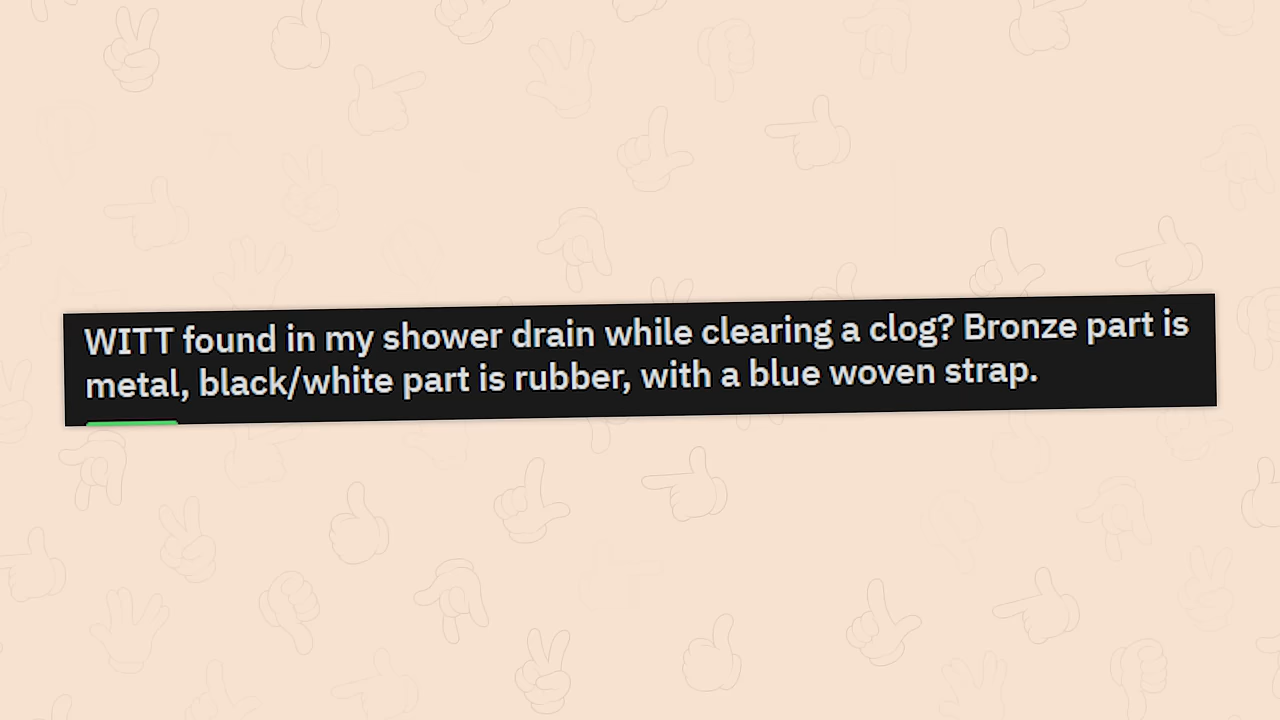 WITT found in my shower drain while clearing a clog? Bronze part is
metal, black/white part is rubber, with a blue woven strap.